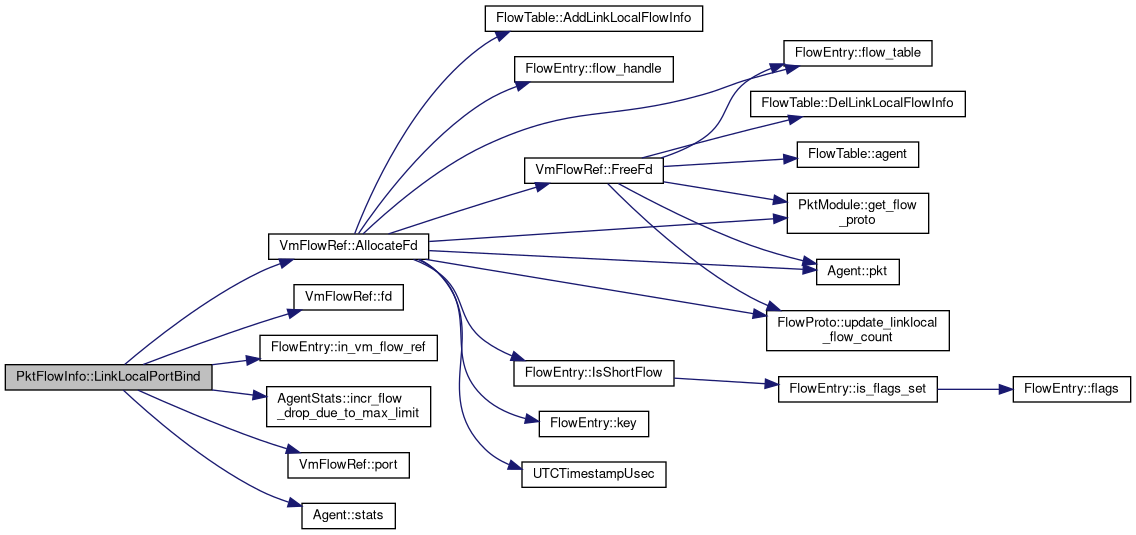 FlowTable::AddLinkLocalFlowInfo
FlowEntry::flow_handle
FlowEntry::flow_table
FlowTable::DelLinkLocalFlowInfo
FlowTable::agent
VmFlowRef::FreeFd
PktModule::get_flow
_proto
VmFlowRef::AllocateFd
Agent::pkt
VmFlowRef::fd
FlowProto::update_linklocal
_flow_count
FlowEntry::in_vm_flow_ref
PktFlowInfo::LinkLocalPortBind
FlowEntry::IsShortFlow
FlowEntry::is_flags_set
FlowEntry::flags
AgentStats::incr_flow
_drop_due_to_max_limit
FlowEntry::key
VmFlowRef::port
UTCTimestampUsec
Agent::stats